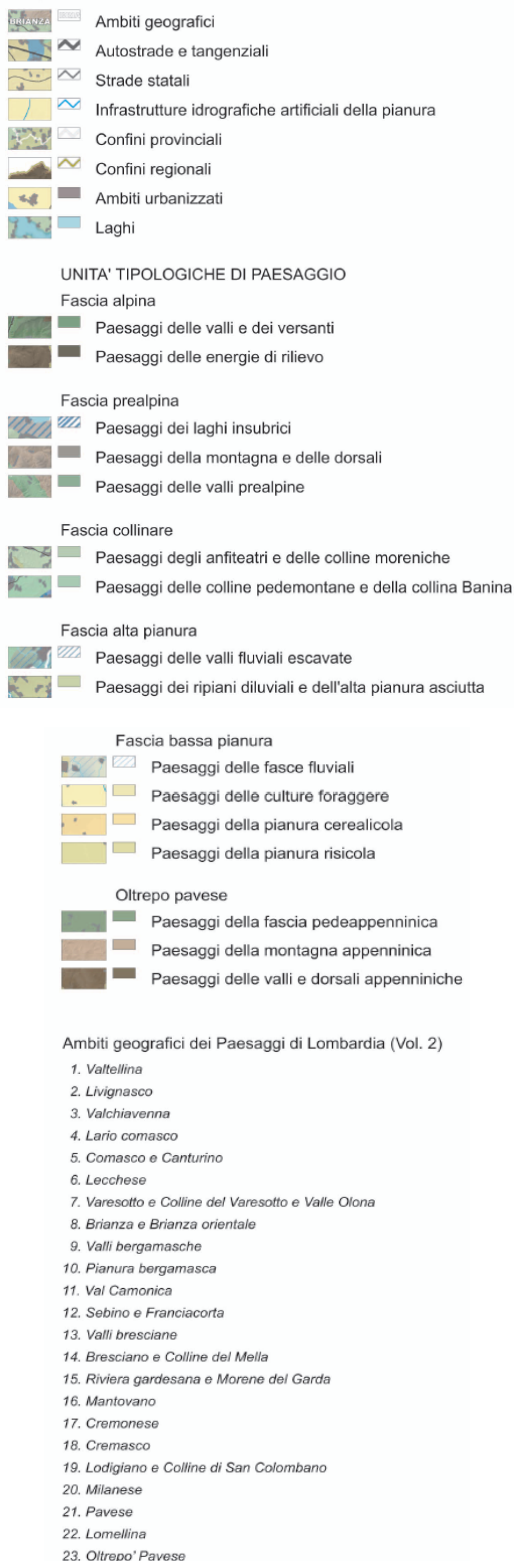 BRIANZA
Ambiti geografici
Autostrade e tangenziali
Strade statali
Infrastrutture idrografiche artificiali della pianura
Confini provinciali
Confini regionali
Ambiti urbanizzati
Laghi
UNITA' TIPOLOGICHE DI PAESAGGIO
Fascia alpina
Paesaggi delle valli e dei versanti
Paesaggi delle energie di rilievo
Fascia prealpina
Paesaggi dei laghi insubrici
Paesaggi della montagna e delle dorsali
Paesaggi delle valli prealpine
Fascia collinare
Paesaggi degli anfiteatri e delle colline moreniche
Paesaggi delle colline pedemontane e della collina Banina
Fascia alta pianura
Paesaggi delle valli fluviali escavate
Paesaggi dei ripiani diluviali e dell'alta pianura asciutta
Fascia bassa pianura
Paesaggi delle fasce fluviali
Paesaggi delle culture foraggere
Paesaggi della pianura cerealicola
Paesaggi della pianura risicola
Oltrepo pavese
Paesaggi della fascia pedeappenninica
Paesaggi della montagna appenninica
Paesaggi delle valli e dorsali appenniniche
Ambiti geografici dei Paesaggi di Lombardia (Vol. 2)
1. Valtellina
2. Livignasco
3. Valchiavenna
4. Lario comasco
5. Comasco e Canturino
6. Lecchese
7. Varesotto e Colline del Varesotto e Valle Olona
8. Brianza e Brianza orientale
9. Valli bergamasche
10. Pianura bergamasca
11. Val Camonica
12. Sebino e Franciacorta
13. Valli bresciane
14. Bresciano e Colline del Mella
15. Riviera gardesana e Morene del Garda
16. Mantovano
17. Cremonese
18. Cremasco
19. Lodigiano e Colline di San Colombano
20. Milanese
21. Pavese
22. Lomellina
23. Oltrepo' Pavese